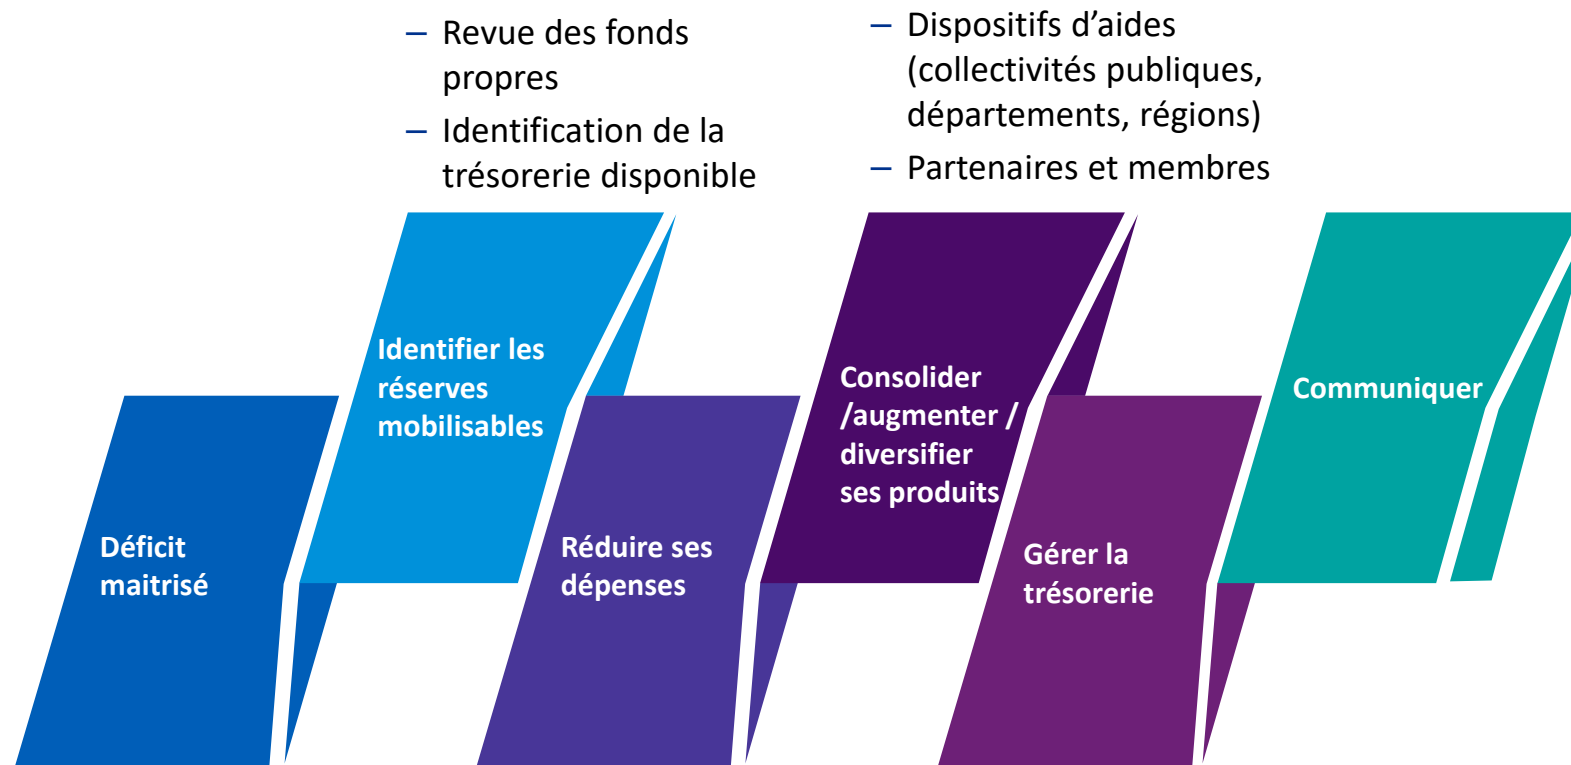 – Revue des fonds
propres
– Identification de la
trésorerie disponible
– Dispositifs d’aides
(collectivités publiques,
départements, régions)
– Partenaires et membres
Déficit
maitrisé
Identifier les
réserves
mobilisables
Réduire ses
dépenses
Consolider
/augmenter /
diversifier
ses produits
Gérer la
trésorerie
Communiquer